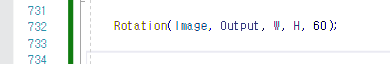 731
732 Rotation(Image, Output, W, H, 60);
733
734